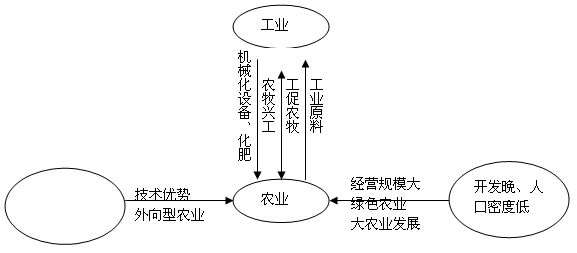 工业
机械化设备、化肥
农牧兴工
工促农牧
工业原料
技术优势
外向型农业
农业
经营规模大
绿色农业
大农业发展
开发晚、人
口密度低